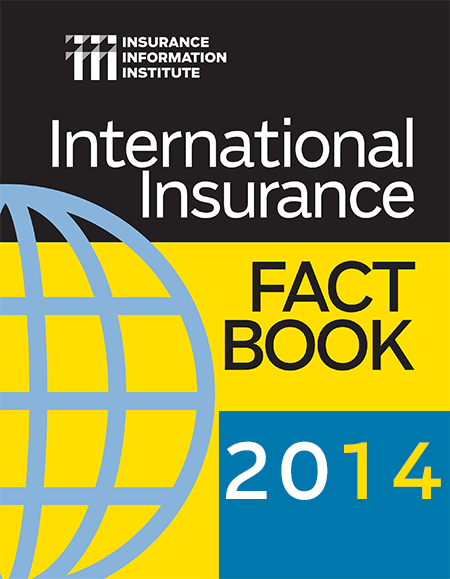 INSURANCE
INFORMATION
INSTITUTE
International
Insurance
FACT
BOOK
2014